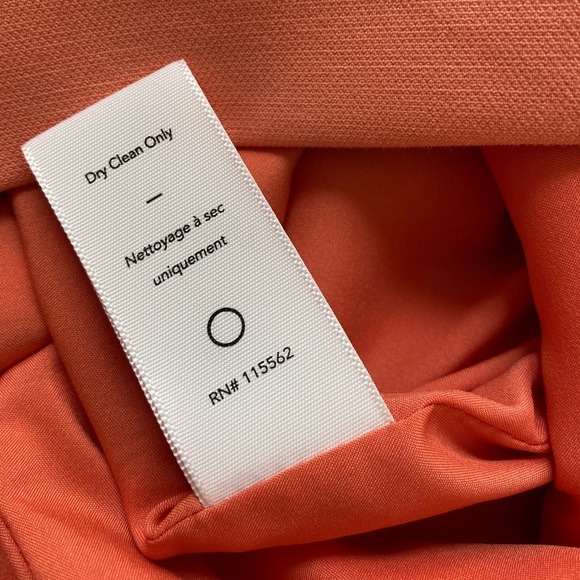 Dry Clean Only
–
Nettoyage à sec
uniquement
RN# 115562